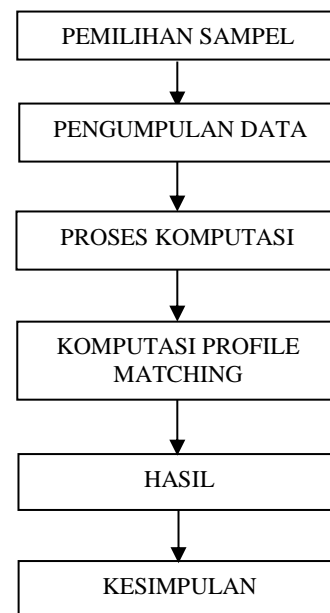 PEMILIHAN SAMPEL
PENGUMPULAN DATA
PROSES KOMPUTASI
KOMPUTASI PROFILE
MATCHING
HASIL
KESIMPULAN